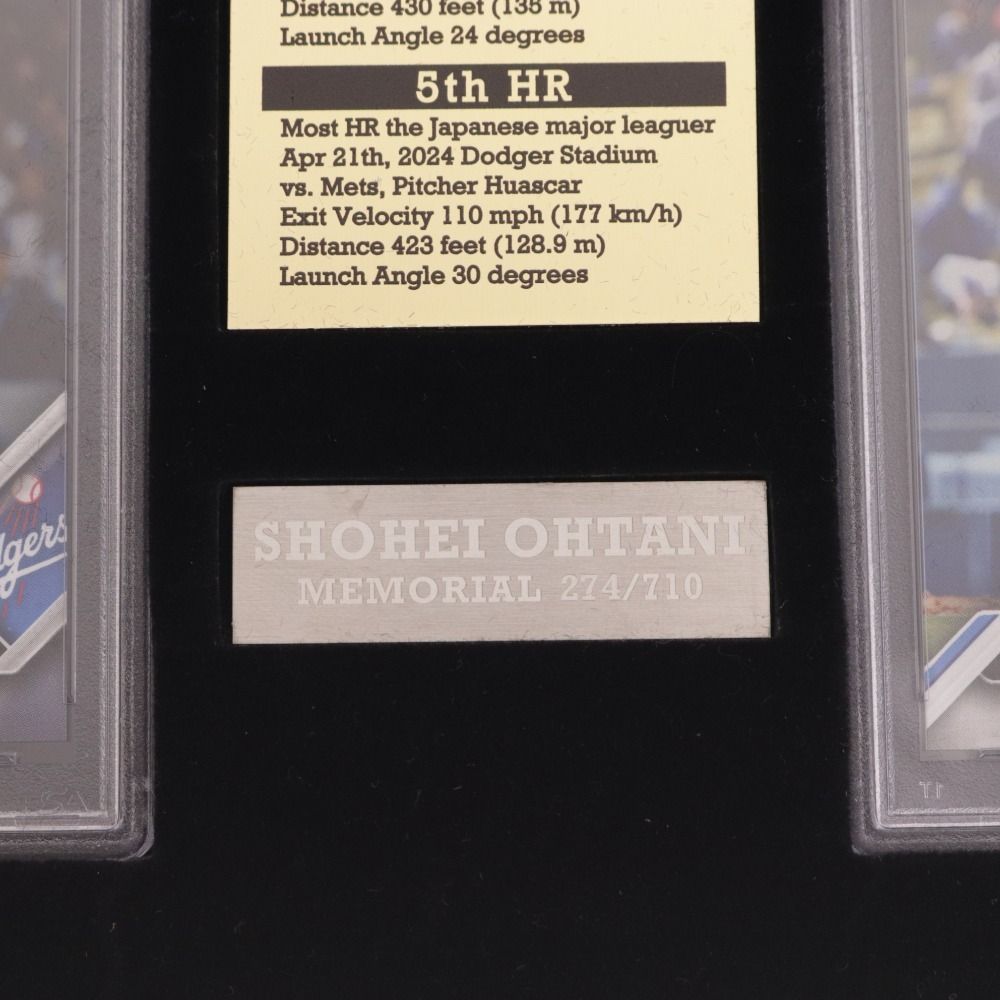 Distance 430 feet (135 m)
Launch Angle 24 degrees
5th HR
Most HR the Japanese major leaguer
Apr 21th, 2024 Dodger Stadium
vs. Mets, Pitcher Huascar
Exit Velocity 110 mph (177 km/h)
Distance 423 feet (128.9 m)
Launch Angle 30 degrees
dgers
SHOHEI OHTANI
MEMORIAL 274/710